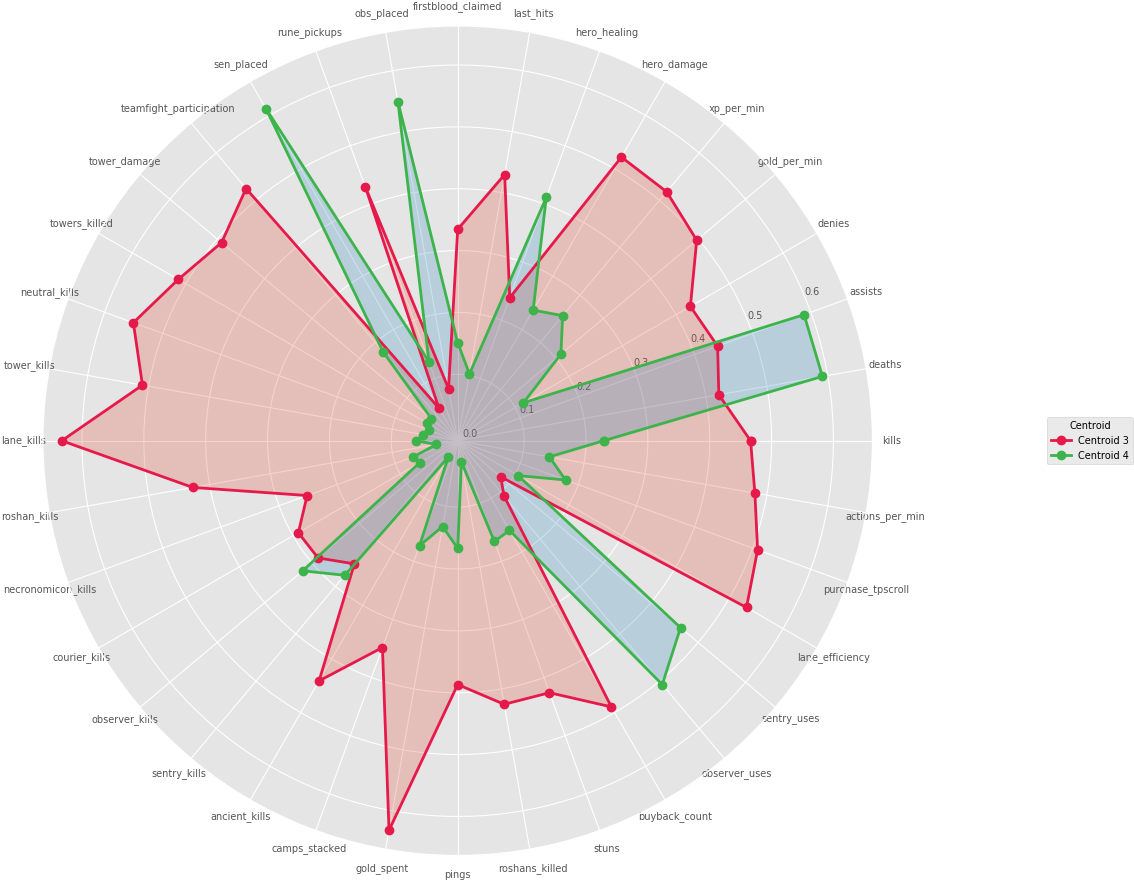 firstblood_claimed
obs_placed
last_hits
rune_pickups
hero_healing
sen_placed
hero_damage
teamfight_participation
xp_per_min
tower_damage
gold_per_min
towers_killed
denies
neutral_kills
assists
0.6
0.5
0.4
tower_kills
0.3
deaths
0.2
0.1
Centroid
Centroid 3
Centroid 4
lane_kills
0.0
kills
roshan_kills
actions_per_min
necronomicon_kills
purchase_tpscroll
courier_kills
lane_efficiency
observer_kills
sentry_uses
sentry_kills
observer_uses
ancient_kills
buyback_count
camps_stacked
stuns
gold_spent
roshans_killed
pings